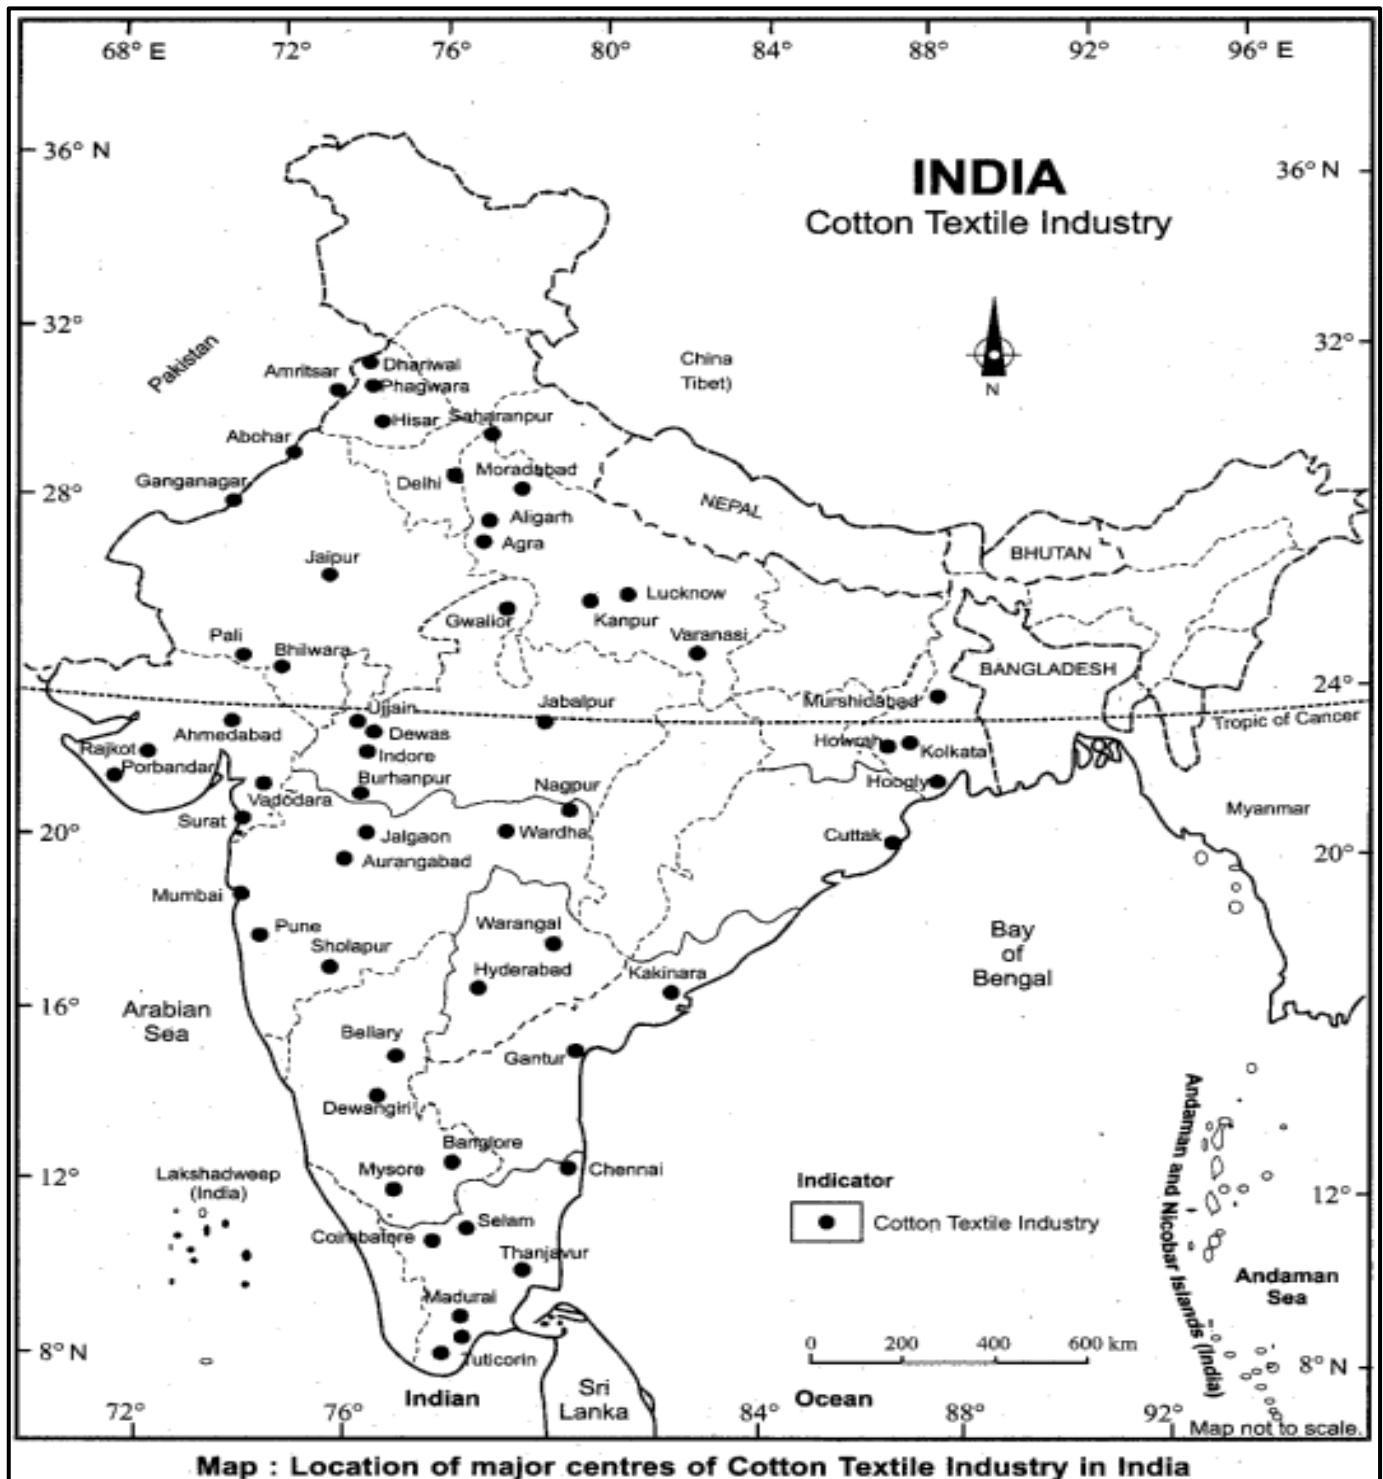 68° E 72° 76° 80° 84° 88° 92° 96° E
36° N
INDIA
36° N
Cotton Textile Industry
32°
Pakistan
China
Tibet)
32°
N
Dhariwal
Amritsar
Phagwara
Hisar
Saharanpur
Abohar
Delhi
Moradabad
Ganganagar
28°
NEPAL
28°
Aligarh
Agra
BHUTAN
Jaipur
Lucknow
Gwalior
Kanpur
Pali
Varanasi
Bhilwara
BANGLADESH
24°
Ujjain
Jabalpur
Murshidabad
Tropic of Cancer
Ahmedabad
Dewas
Howrah
Kolkata
Rajkot
Indore
Porbandar
Burhanpur
Nagpur
Hoogly
Vadodara
Myanmar
Surat
20°
Jalgaon
Wardha
Cuttak
20°
Aurangabad
Mumbai
Pune
Warangal
Bay
of
Bengal
Sholapur
Hyderabad
Kakinara
16°
Arabian
Sea
Bellary
Gantur
Dewangiri
Banglore
12°
Lakshadweep
(India)
Mysore
Chennai
Indicator
12°
Selam
Cotton Textile Industry
Coimbatore
Thanjavur
Andaman and Nicobar Islands (India)
Andaman
Sea
Madurai
0 200 400 600 km
8° N
Tuticorin
8° N
Indian
Sri
Lanka
Ocean
72° 76° 84° 88° 92°
Map not to scale
Map : Location of major centres of Cotton Textile Industry in India